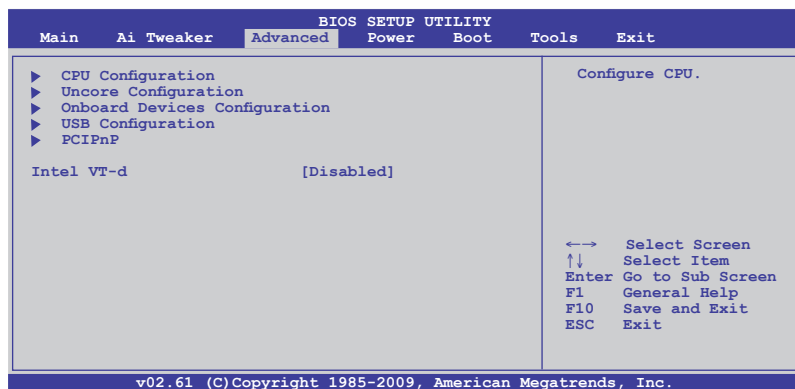 BIOS SETUP UTILITY
Main Ai Tweaker Advanced Power Boot Tools Exit
CPU Configuration
Uncore Configuration
Onboard Devices Configuration
USB Configuration
PCIPnP
Intel VT-d [Disabled]
Configure CPU.
←→ Select Screen
↑↓ Select Item
Enter Go to Sub Screen
F1 General Help
F10 Save and Exit
ESC Exit
v02.61 (C)Copyright 1985-2009, American Megatrends, Inc.